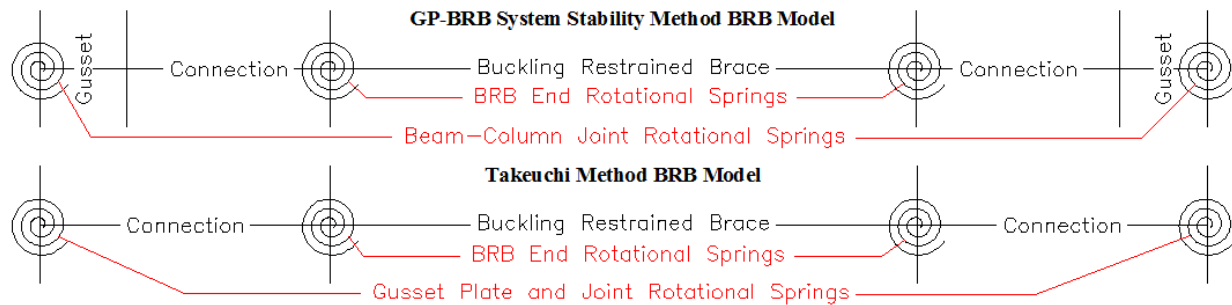 GP-BRB System Stability Method BRB Model
Gusset
Connection
Buckling Restrained Brace
Connection
Gusset
BRB End Rotational Springs
Beam-Column Joint Rotational Springs
Takeuchi Method BRB Model
Connection
Buckling Restrained Brace
Connection
BRB End Rotational Springs
Gusset Plate and Joint Rotational Springs